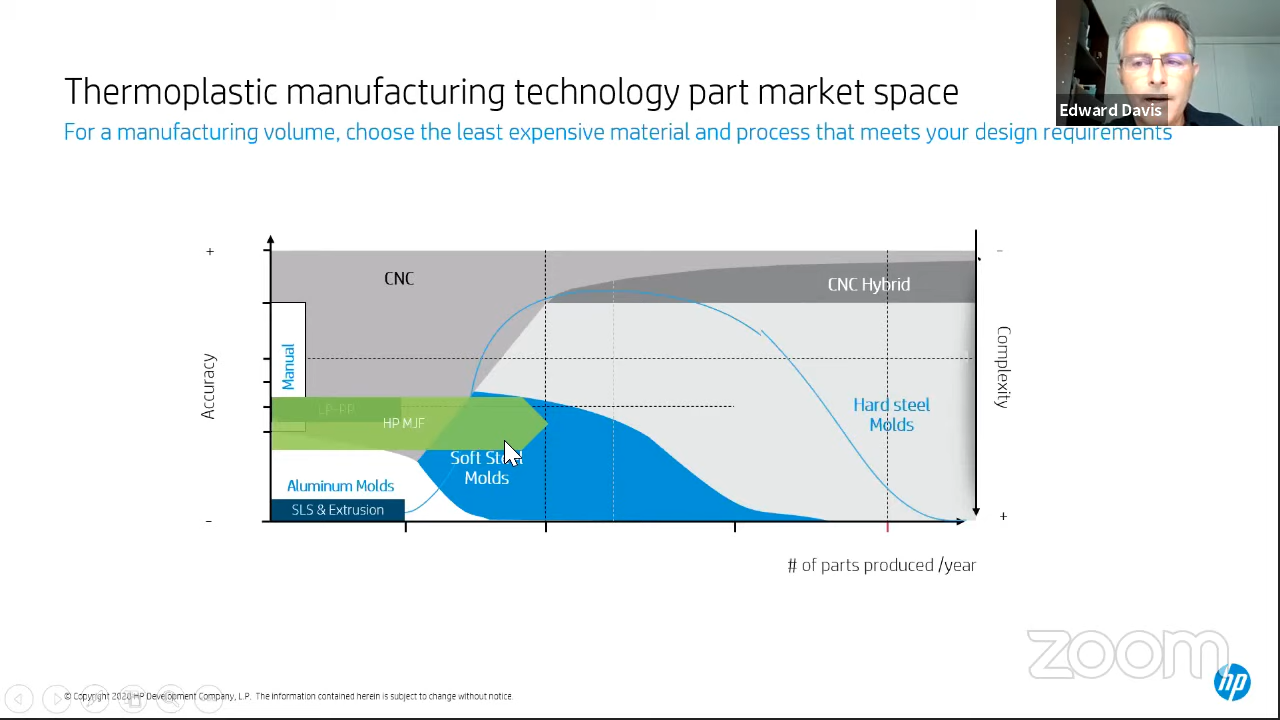 Thermoplastic manufacturing technology part market space
For a manufacturing volume, choose the least expensive material and process that meets your design requirements
Edward Davis
+
-
CNC
CNC Hybrid
Manual
Accuracy
Complexity
LP-PP
HP MJF
Hard steel
Molds
Soft Steel
Molds
Aluminum Molds
SLS & Extrusion
-
+
# of parts produced /year
zoom
hp
© Copyright 2020 HP Development Company, L.P. The information contained herein is subject to change without notice.